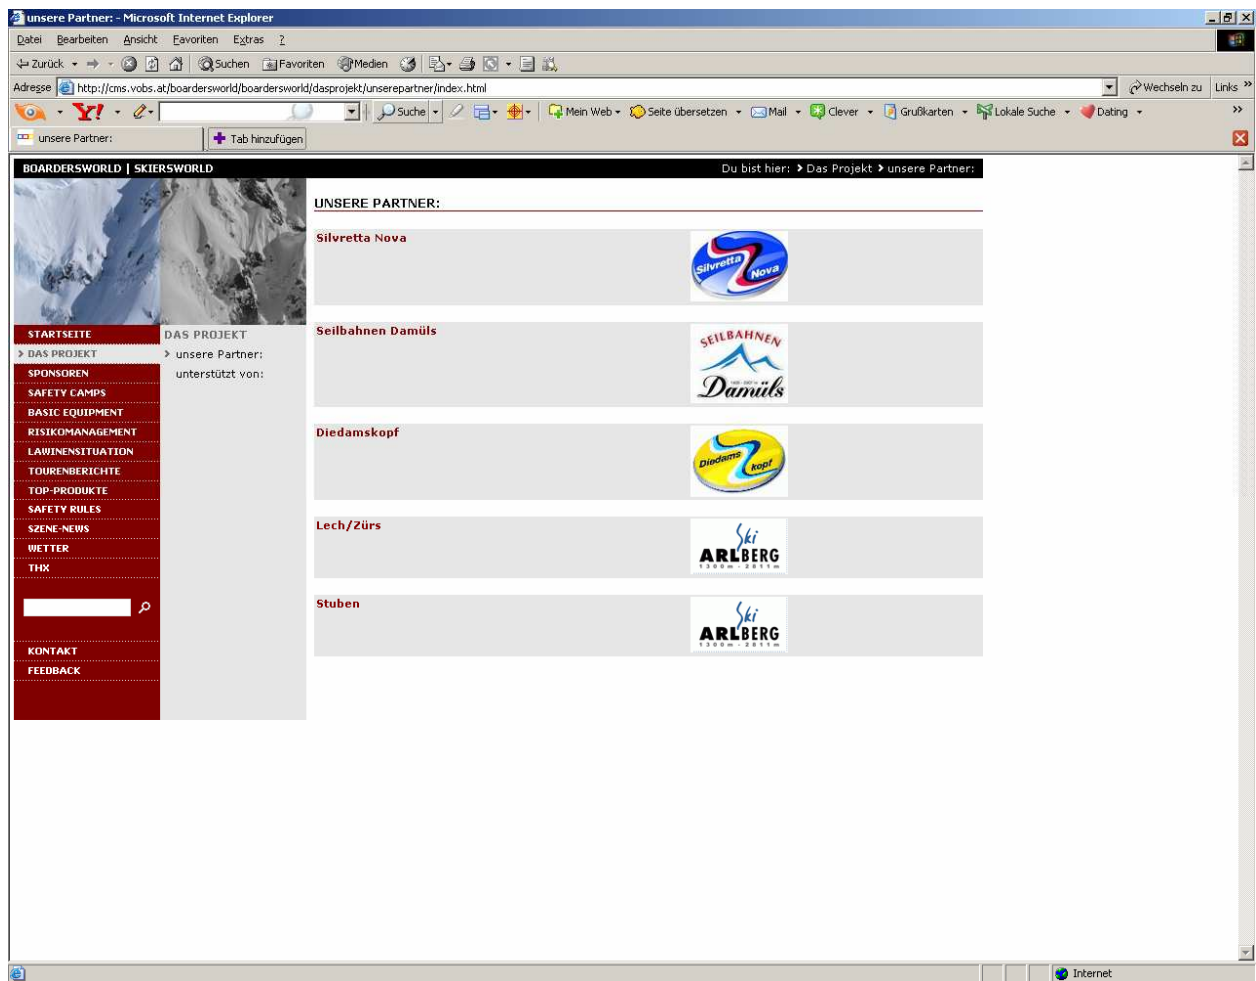 unsere Partner: - Microsoft Internet Explorer
Datei Bearbeiten Ansicht Favoriten Extras ?
Zurück Suchen Favoriten Medien
Adresse http://cms.vobs.at/boardersworld/boardersworld/dasprojekt/unserepartner/index.html Wechseln zu Links »
Y! Suche Mein Web Seite übersetzen Mail Clever Grußkarten Lokale Suche Dating »
unsere Partner: Tab hinzufügen
BOARDERSWORLD | SKIERSWORLD
Du bist hier: > Das Projekt > unsere Partner:
UNSERE PARTNER:
Silvretta Nova
Silvretta Nova
Seilbahnen Damüls
SEILBAHNEN
Damüls
Diedamskopf
Diedams kopf
Lech/Zürs
Ski
ARLBERG
1300m - 2811m
Stuben
Ski
ARLBERG
1300m - 2811m
STARTSEITE
> DAS PROJEKT
SPONSOREN
SAFETY CAMPS
BASIC EQUIPMENT
RISIKOMANAGEMENT
LAWINENSITUATION
TOURENBERICHTE
TOP-PRODUKTE
SAFETY RULES
SZENE-NEWS
WETTER
THX
KONTAKT
FEEDBACK
DAS PROJEKT
> unsere Partner:
unterstützt von:
Internet